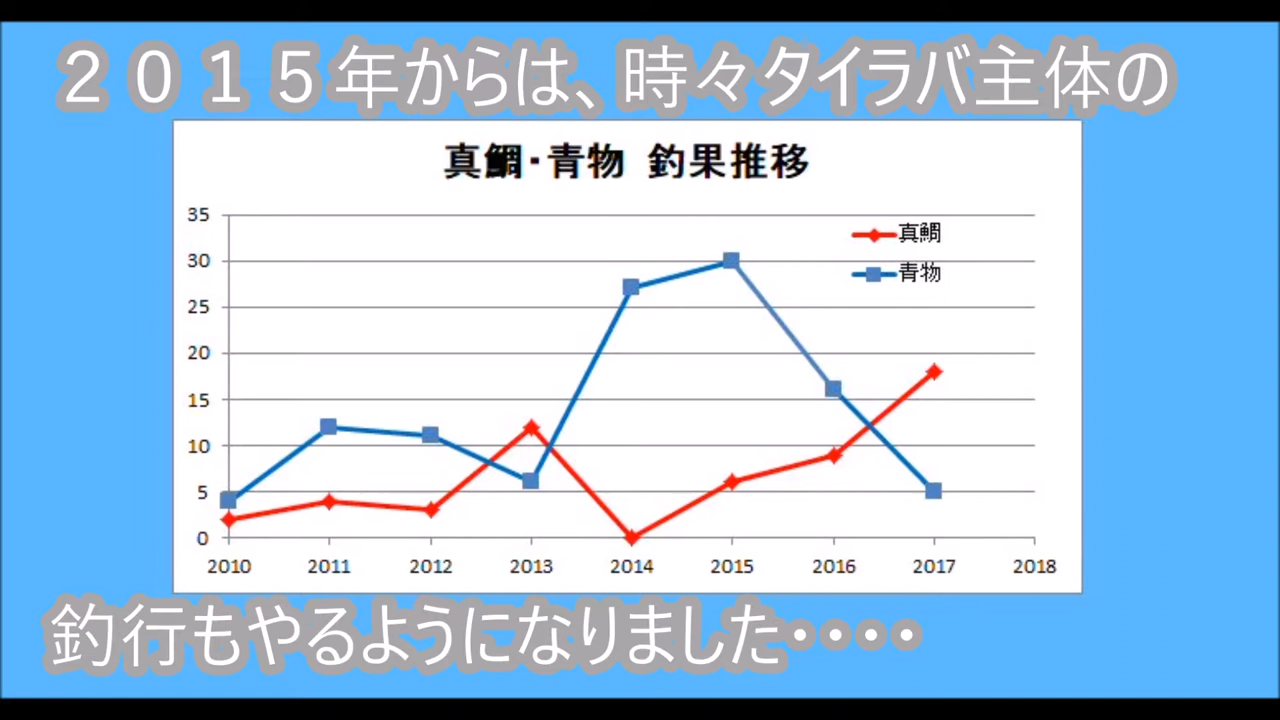 ２０１５年からは、時々タイラバ主体の
真鯛・青物 釣果推移
35
30
25
20
15
10
5
0
真鯛
青物
2010 2011 2012 2013 2014 2015 2016 2017 2018
釣行もやるようになりました・・・・